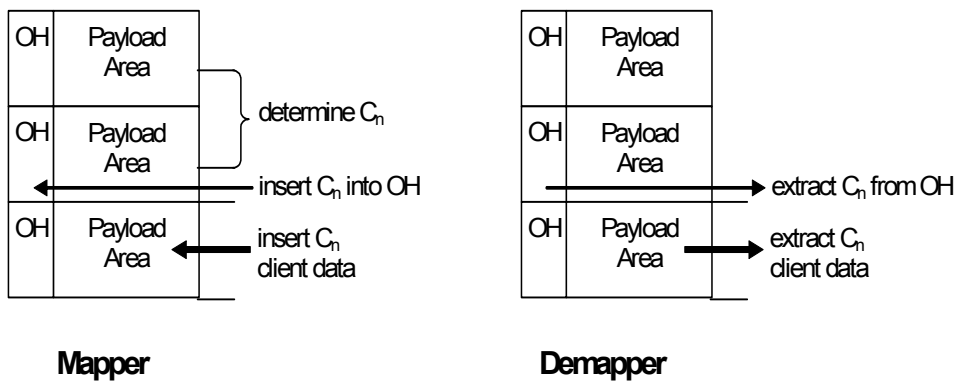 OH Payload Area
determine Cn
OH Payload Area
insert Cn into OH
OH Payload Area
insert Cn
client data
Mapper
OH Payload Area
OH Payload Area
extract Cn from OH
OH Payload Area
extract Cn
client data
Demapper